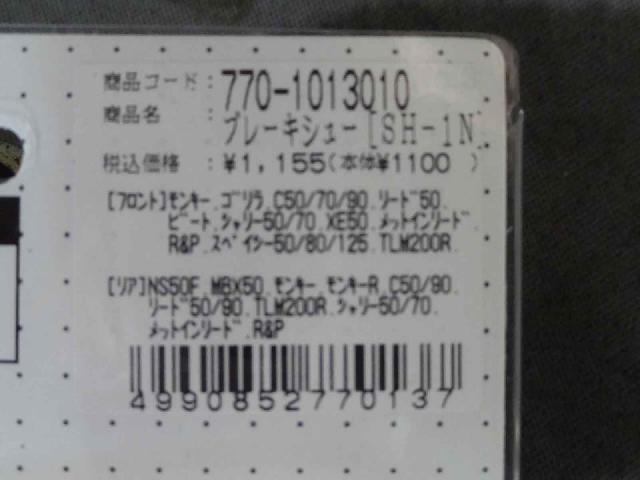 商品コード:770-1013010
商品名 :ブレーキシュー[SH-1N]
税込価格 :¥1,155(本体¥1100 )
[フロント]モンキー.ゴリラ.C50/70/90.リード50.
ビート.シャリー50/70.XE50.メットインリード.
R&P.スペイシー50/80/125.TLM200R.
[リア]NS50F.MBX50.モンキー.モンキーR.C50/90.
リード50/90.TLM200R.シャリー50/70.
メットインリード.R&P
4990852770137